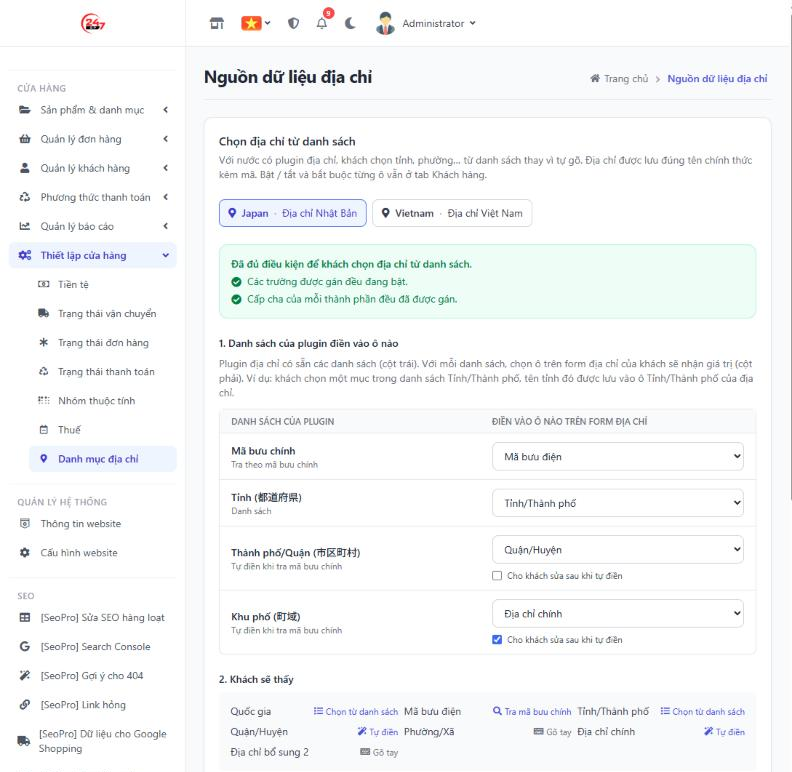 247
9
Administrator
Nguồn dữ liệu địa chỉ
Trang chủ > Nguồn dữ liệu địa chỉ
CỬA HÀNG
Sản phẩm & danh mục
Quản lý đơn hàng
Quản lý khách hàng
Phương thức thanh toán
Quản lý báo cáo
Thiết lập cửa hàng
Tiền tệ
Trạng thái vận chuyển
Trạng thái đơn hàng
Trạng thái thanh toán
Nhóm thuộc tính
Thuế
Danh mục địa chỉ
QUẢN LÝ HỆ THỐNG
Thông tin website
Cấu hình website
SEO
[SeoPro] Sửa SEO hàng loạt
[SeoPro] Search Console
[SeoPro] Gợi ý cho 404
[SeoPro] Link hỏng
[SeoPro] Dữ liệu cho Google
Shopping
Chọn địa chỉ từ danh sách
Với nước có plugin địa chỉ, khách chọn tỉnh, phường... từ danh sách thay vì tự gõ. Địa chỉ được lưu đúng tên chính thức
kèm mã. Bật / tắt và bắt buộc từng ô vẫn ở tab Khách hàng.
Japan · Địa chỉ Nhật Bản
Vietnam · Địa chỉ Việt Nam
Đã đủ điều kiện để khách chọn địa chỉ từ danh sách.
Các trường được gán đều đang bật.
Cấp cha của mỗi thành phần đều đã được gán.
1. Danh sách của plugin điền vào ô nào
Plugin địa chỉ có sẵn các danh sách (cột trái). Với mỗi danh sách, chọn ô trên form địa chỉ của khách sẽ nhận giá trị (cột
phải). Ví dụ: khách chọn một mục trong danh sách Tỉnh/Thành phố, tên tỉnh đó được lưu vào ô Tỉnh/Thành phố của địa
chỉ.
DANH SÁCH CỦA PLUGIN
ĐIỀN VÀO Ô NÀO TRÊN FORM ĐỊA CHỈ
Mã bưu chính
Tra theo mã bưu chính
Mã bưu điện
Tỉnh (都道府県)
Danh sách
Tỉnh/Thành phố
Thành phố/Quận (市区町村)
Tự điền khi tra mã bưu chính
Quận/Huyện
Cho khách sửa sau khi tự điền
Khu phố (町域)
Tự điền khi tra mã bưu chính
Địa chỉ chính
Cho khách sửa sau khi tự điền
2. Khách sẽ thấy
Quốc gia Chọn từ danh sách Mã bưu điện Tra mã bưu chính Tỉnh/Thành phố Chọn từ danh sách
Quận/Huyện Tự điền Phường/Xã Gõ tay Địa chỉ chính Tự điền
Địa chỉ bổ sung 2 Gõ tay